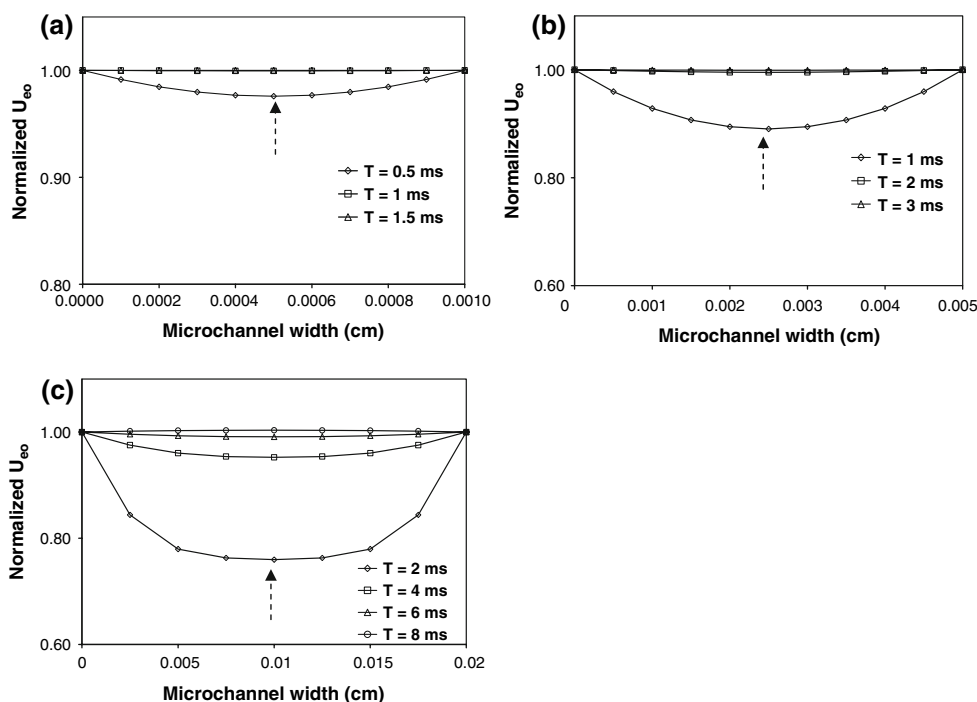 (a)
Normalized Ueo
1.00
0.90
0.80
T = 0.5 ms
T = 1 ms
T = 1.5 ms
0.0000 0.0002 0.0004 0.0006 0.0008 0.0010
Microchannel width (cm)
(b)
Normalized Ueo
1.00
0.80
0.60
T = 1 ms
T = 2 ms
T = 3 ms
0 0.001 0.002 0.003 0.004 0.005
Microchannel width (cm)
(c)
Normalized Ueo
1.00
0.80
0.60
T = 2 ms
T = 4 ms
T = 6 ms
T = 8 ms
0 0.005 0.01 0.015 0.02
Microchannel width (cm)